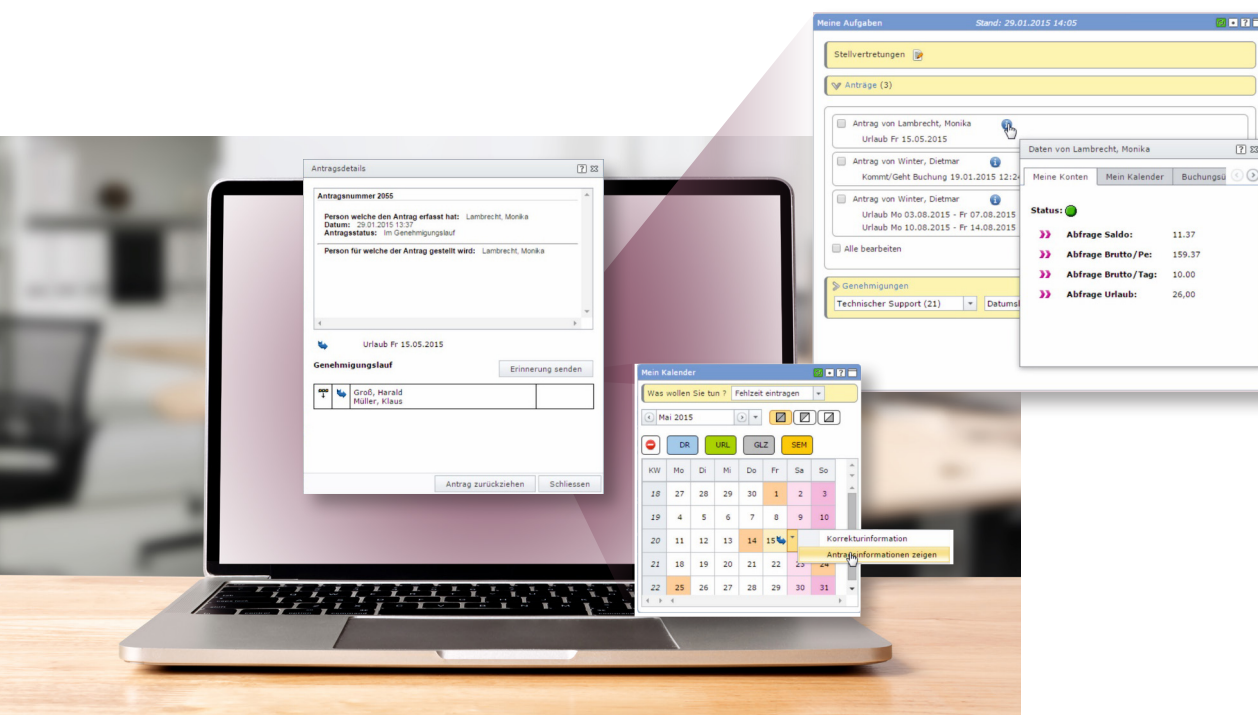 Meine Aufgaben Stand: 29.01.2015 14:05
Stellvertretungen
Anträge (3)
Antrag von Lambrecht, Monika
Urlaub Fr 15.05.2015
Antrag von Winter, Dietmar
Kommt/Geht Buchung 19.01.2015 12:24
Antrag von Winter, Dietmar
Urlaub Mo 03.08.2015 - Fr 07.08.2015
Urlaub Mo 10.08.2015 - Fr 14.08.2015
Alle bearbeiten
Genehmigungen
Technischer Support (21)
Daten von Lambrecht, Monika
Meine Konten Mein Kalender
Status:
Abfrage Saldo: 11.37
Abfrage Brutto/Pe: 159.37
Abfrage Brutto/Tag: 10.00
Abfrage Urlaub: 26,00
Antragsdetails
Antragsnummer 2055
Person welche den Antrag erfasst hat: Lambrecht, Monika
Datum: 29.01.2015 13:37
Antragsstatus: Im Genehmigungslauf
Person für welche der Antrag gestellt wird: Lambrecht, Monika
Urlaub Fr 15.05.2015
Genehmigungslauf Erinnerung senden
Groß, Harald
Müller, Klaus
Antrag zurückziehen Schliessen
Mein Kalender
Was wollen Sie tun ? Fehlzeit eintragen
Mai 2015
DR URL GLZ SEM
KW Mo Di Mi Do Fr Sa So
18 27 28 29 30 1 2 3
19 4 5 6 7 8 9 10
20 11 12 13 14 15
21 18 19 20 21 22 23 24
22 25 26 27 28 29 30 31
Korrekturinformation
Antragsinformationen zeigen